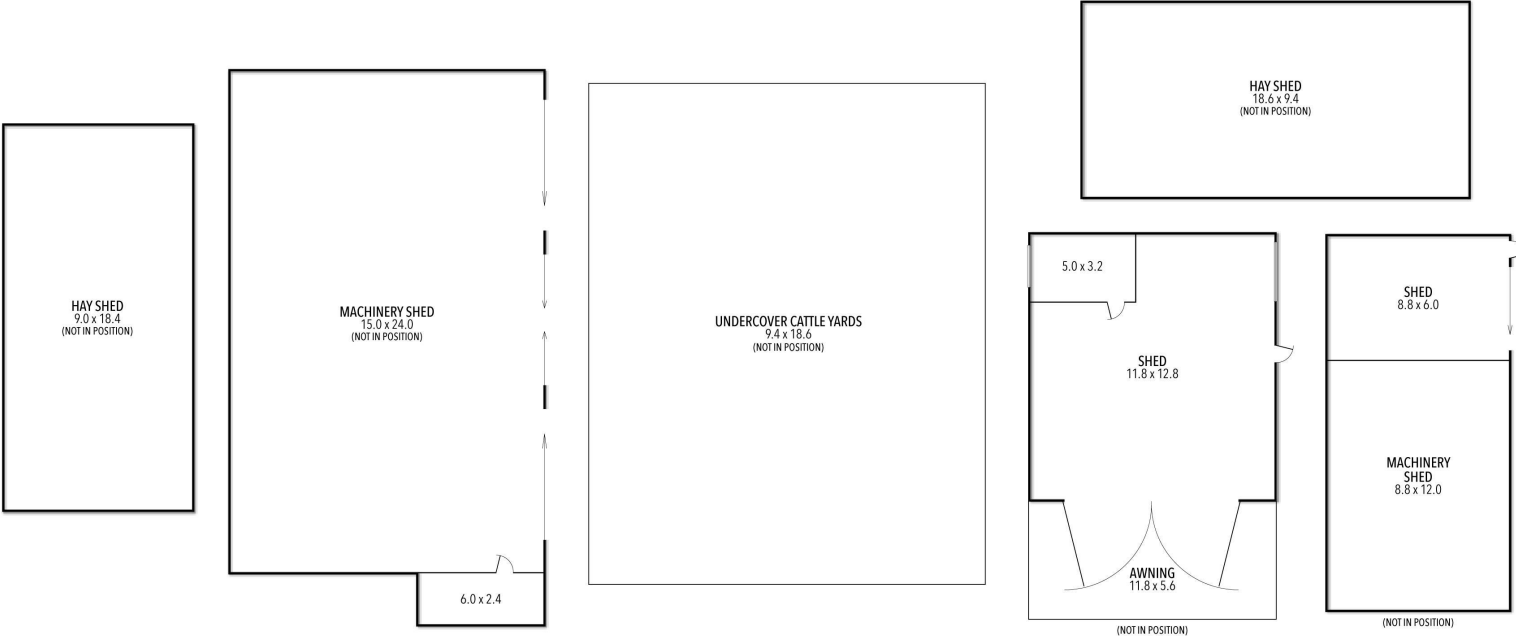 HAY SHED
9.0 x 18.4
(NOT IN POSITION)
MACHINERY SHED
15.0 x 24.0
(NOT IN POSITION)
6.0 x 2.4
UNDERCOVER CATTLE YARDS
9.4 x 18.6
(NOT IN POSITION)
HAY SHED
18.6 x 9.4
(NOT IN POSITION)
5.0 x 3.2
SHED
11.8 x 12.8
AWNING
11.8 x 5.6
(NOT IN POSITION)
SHED
8.8 x 6.0
MACHINERY
SHED
8.8 x 12.0
(NOT IN POSITION)